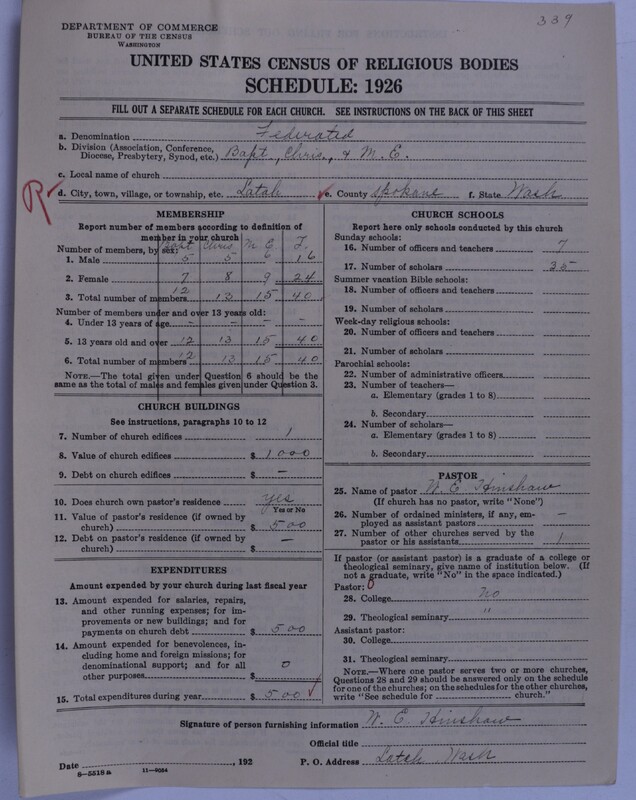 339
DEPARTMENT OF COMMERCE
BUREAU OF THE CENSUS
WASHINGTON
UNITED STATES CENSUS OF RELIGIOUS BODIES
SCHEDULE: 1926
FILL OUT A SEPARATE SCHEDULE FOR EACH CHURCH. SEE INSTRUCTIONS ON THE BACK OF THIS SHEET
a. Denomination Federated
b. Division (Association, Conference,
Diocese, Presbytery, Synod, etc.) Bapt., Chris., & M.E.
c. Local name of church
R
d. City, town, village, or township, etc. Latah e. County Spokane f. State Wash
MEMBERSHIP
Report number of members according to definition of
member in your church
Number of members, by sex: Bapt Chris M E T.
1. Male 5 5 6 16
2. Female 7 8 9 24
3. Total number of members 12 13 15 40
Number of members under and over 13 years old:
4. Under 13 years of age - - - -
5. 13 years old and over 12 13 15 40
6. Total number of members 12 13 15 40
NOTE.—The total given under Question 6 should be the
same as the total of males and females given under Question 3.
CHURCH BUILDINGS
See instructions, paragraphs 10 to 12
7. Number of church edifices 1
8. Value of church edifices $ 1000
9. Debt on church edifices $ —
10. Does church own pastor's residence yes
Yes or No
11. Value of pastor's residence (if owned by
church) $ 500
12. Debt on pastor's residence (if owned by
church) $ —
EXPENDITURES
Amount expended by your church during last fiscal year
13. Amount expended for salaries, repairs,
and other running expenses; for im-
provements or new buildings; and for
payments on church debt $ 500
14. Amount expended for benevolences, in-
cluding home and foreign missions; for
denominational support; and for all
other purposes $ 0
15. Total expenditures during year $ 500
CHURCH SCHOOLS
Report here only schools conducted by this church
Sunday schools:
16. Number of officers and teachers 7
17. Number of scholars 35
Summer vacation Bible schools:
18. Number of officers and teachers
19. Number of scholars
Week-day religious schools:
20. Number of officers and teachers
21. Number of scholars
Parochial schools:
22. Number of administrative officers
23. Number of teachers—
a. Elementary (grades 1 to 8)
b. Secondary
24. Number of scholars—
a. Elementary (grades 1 to 8)
b. Secondary
PASTOR
25. Name of pastor W. E. Hinshaw
(If church has no pastor, write "None")
26. Number of ordained ministers, if any, em-
ployed as assistant pastors —
27. Number of other churches served by the
pastor or his assistants 1
If pastor (or assistant pastor) is a graduate of a college or
theological seminary, give name of institution below. (If
not a graduate, write "No" in the space indicated.)
Pastor: 0
28. College No
29. Theological seminary "
Assistant pastor:
30. College
31. Theological seminary
NOTE.—Where one pastor serves two or more churches,
Questions 28 and 29 should be answered only on the schedule
for one of the churches; on the schedules for the other churches,
write "See schedule for church."
Signature of person furnishing information W. E. Hinshaw
Official title
Date , 192 P. O. Address Latah Wash
8—5518a 11—9054